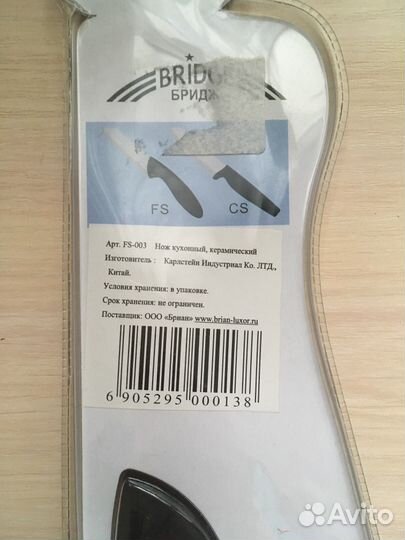 BRIDGE
БРИДЖ
FS CS
Арт. FS-003 Нож кухонный, керамический
Изготовитель : Карлстейн Индустриал Ко. ЛТД.,
Китай.
Условия хранения: в упаковке.
Срок хранения: не ограничен.
Поставщик: ООО «Бриан» www.brian-luxor.ru
6 905295 000138
Avito